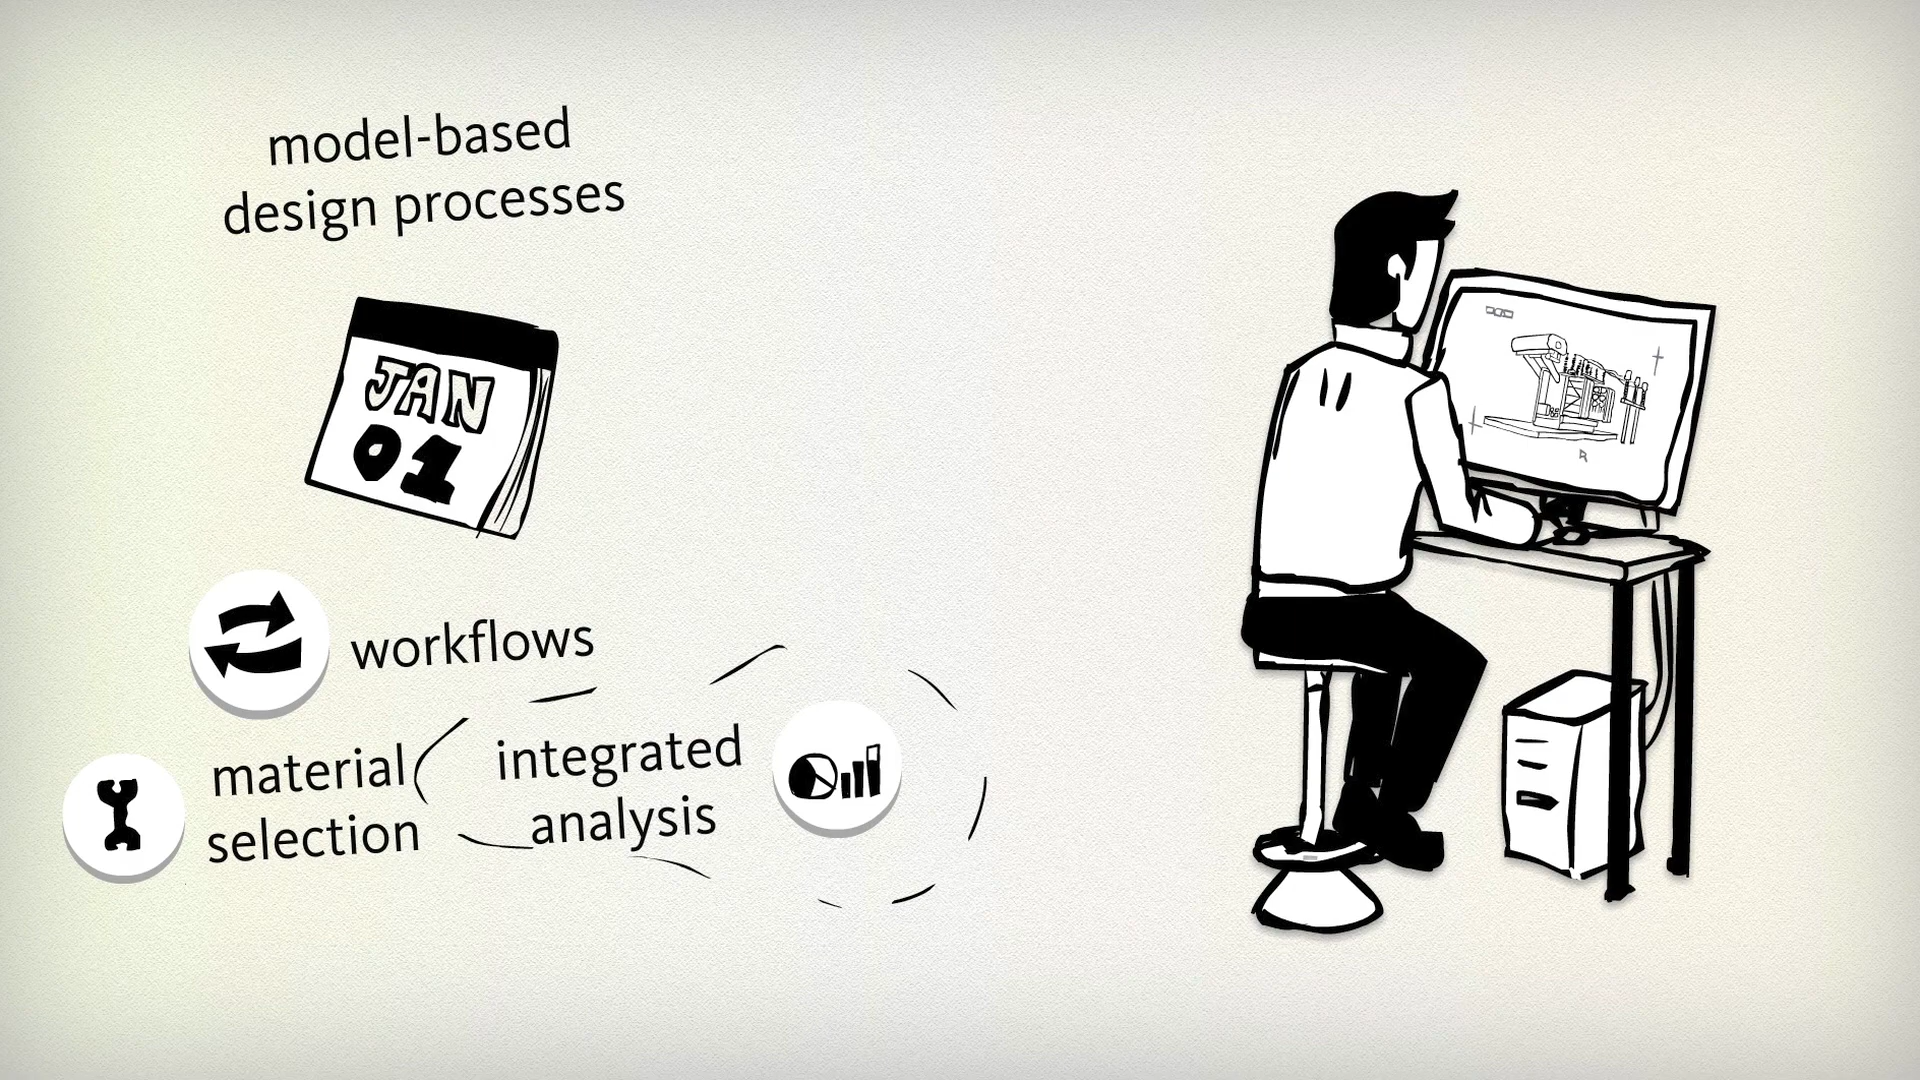 model-based
design processes
JAN
01
workflows
material
selection
integrated
analysis